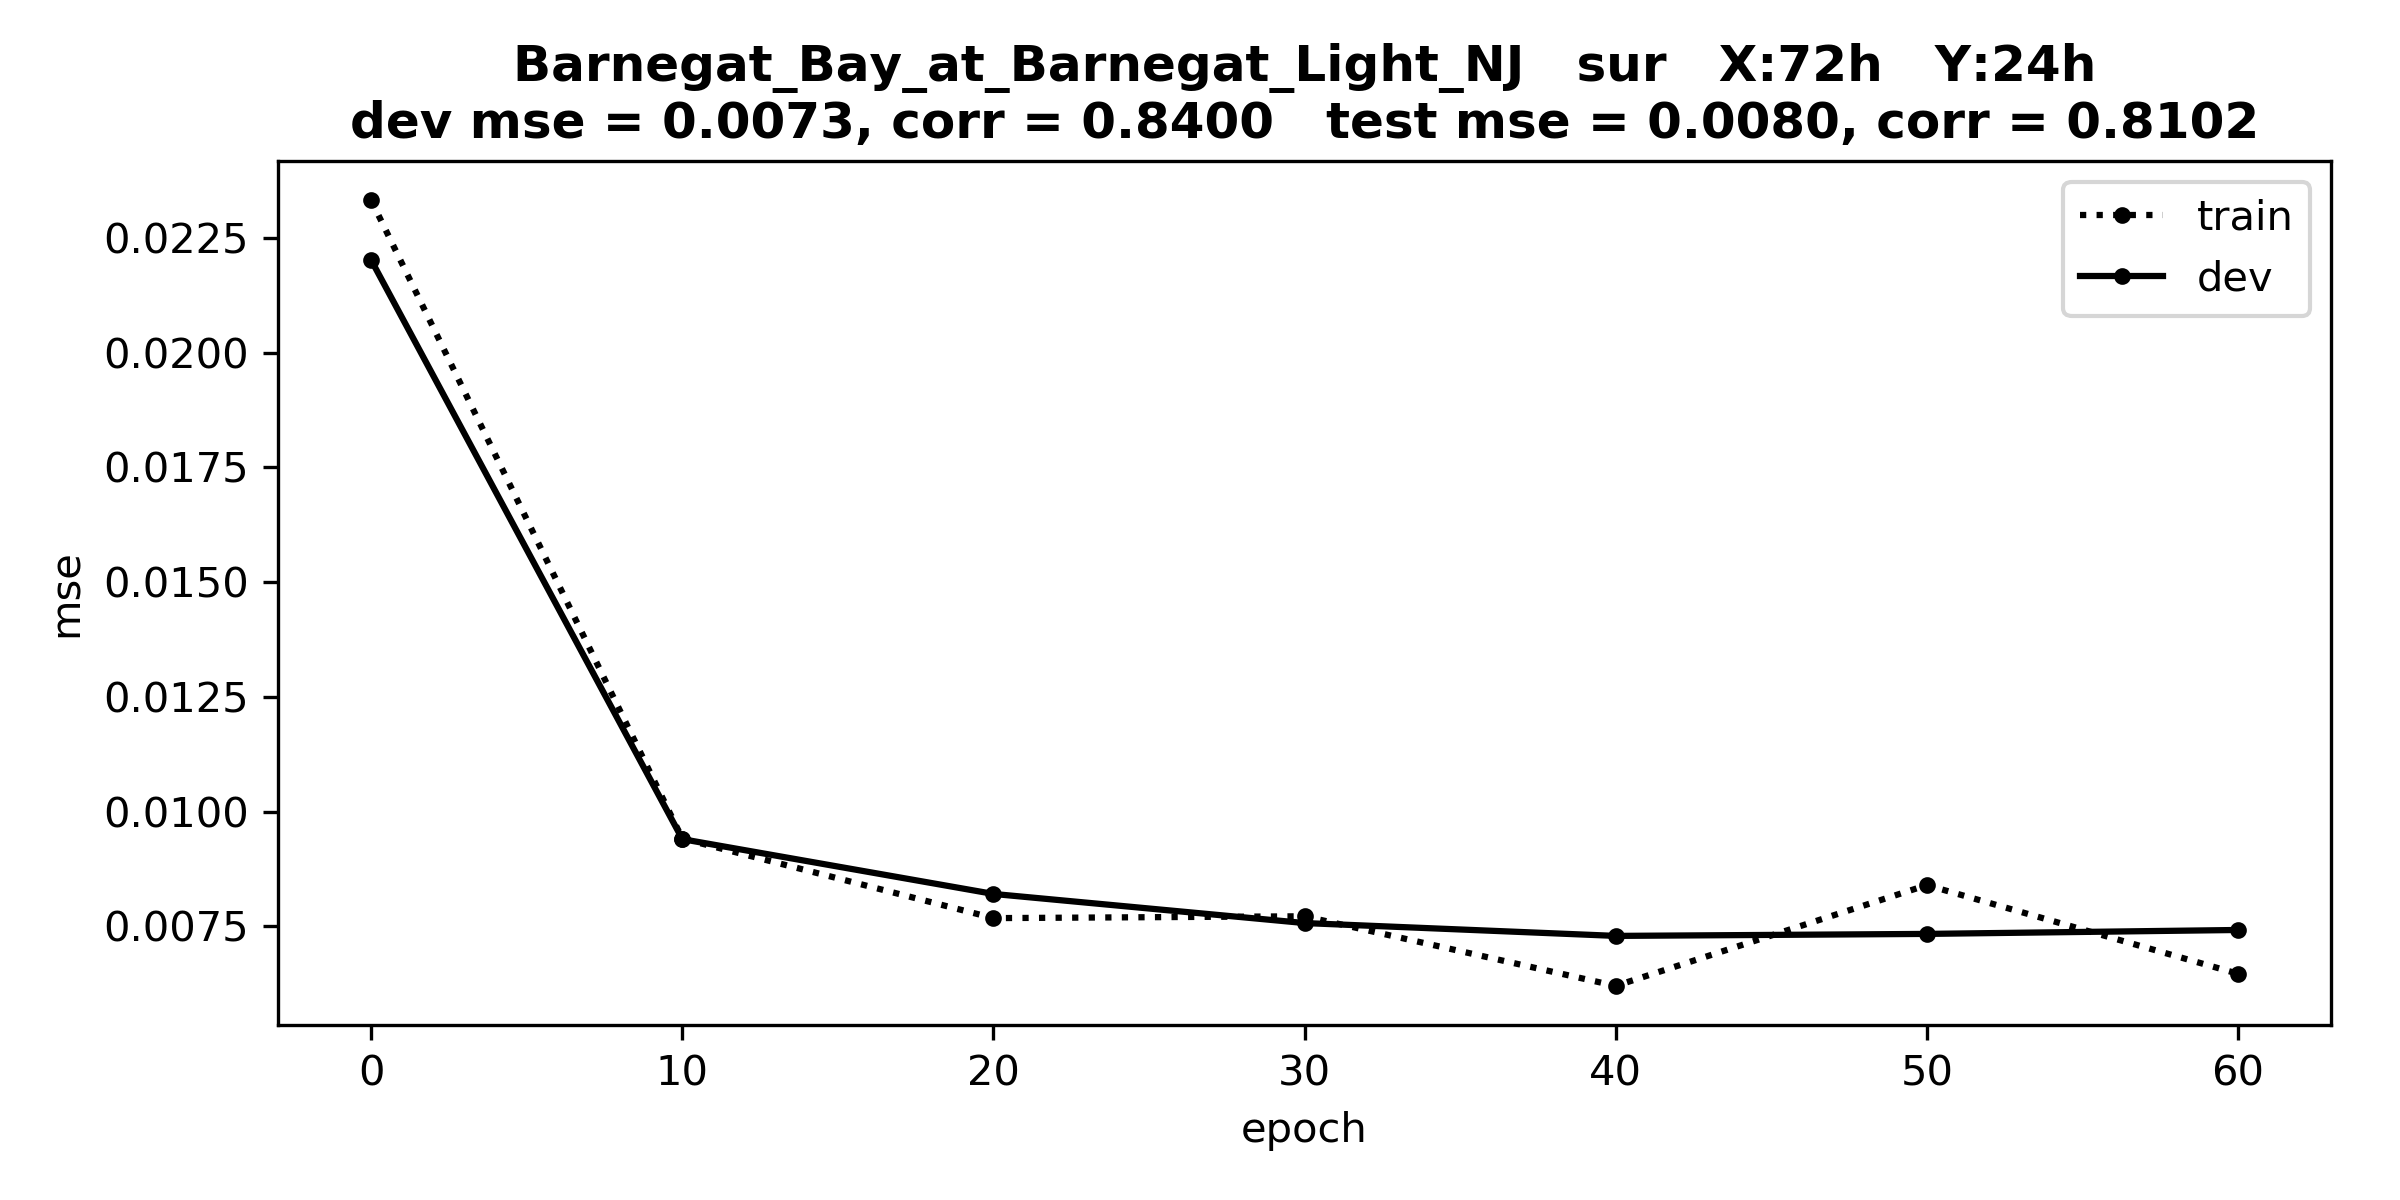 Barnegat_Bay_at_Barnegat_Light_NJ   sur   X:72h   Y:24h
dev mse = 0.0073, corr = 0.8400   test mse = 0.0080, corr = 0.8102
train
dev
mse
0.0225
0.0200
0.0175
0.0150
0.0125
0.0100
0.0075
0 10 20 30 40 50 60
epoch